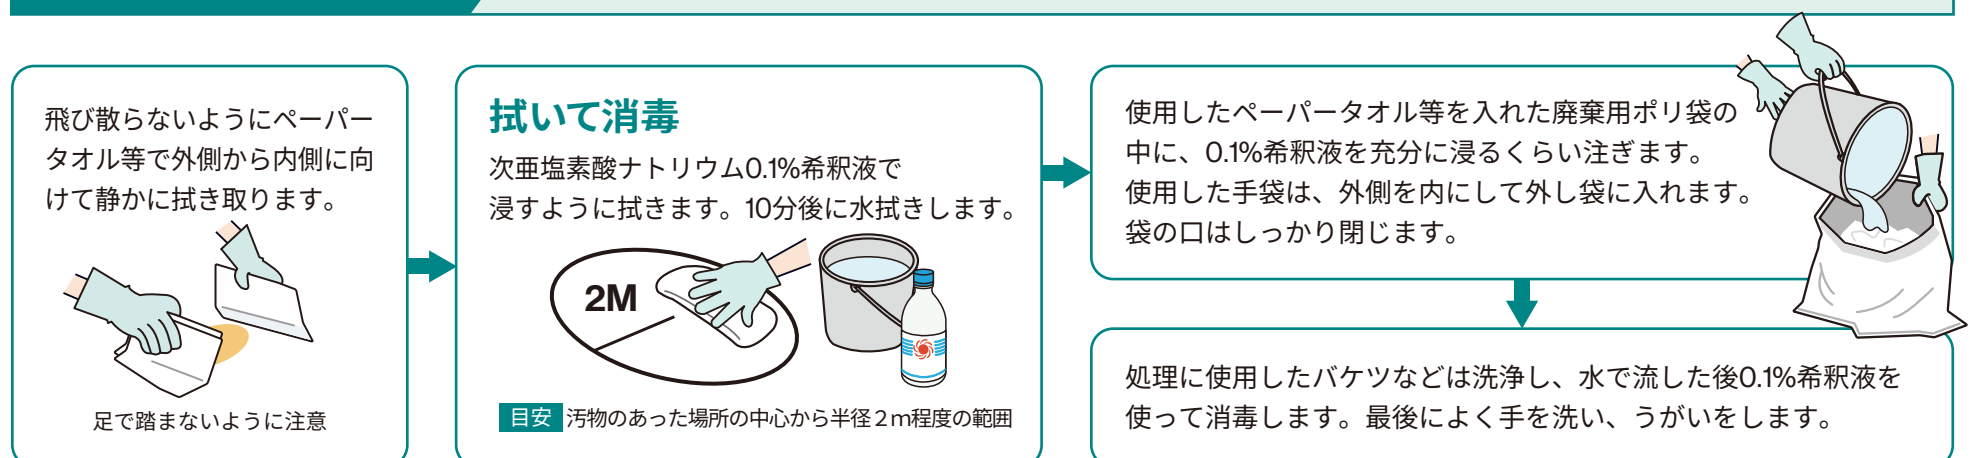 飛び散らないようにペーパー
タオル等で外側から内側に向
けて静かに拭き取ります。
足で踏まないように注意
拭いて消毒
次亜塩素酸ナトリウム0.1%希釈液で
浸すように拭きます。10分後に水拭きします。
2M
目安 汚物のあった場所の中心から半径2m程度の範囲
使用したペーパータオル等を入れた廃棄用ポリ袋の
中に、0.1%希釈液を充分に浸るくらい注ぎます。
使用した手袋は、外側を内にして外し袋に入れます。
袋の口はしっかり閉じます。
処理に使用したバケツなどは洗浄し、水で流した後0.1%希釈液を
使って消毒します。最後によく手を洗い、うがいをします。